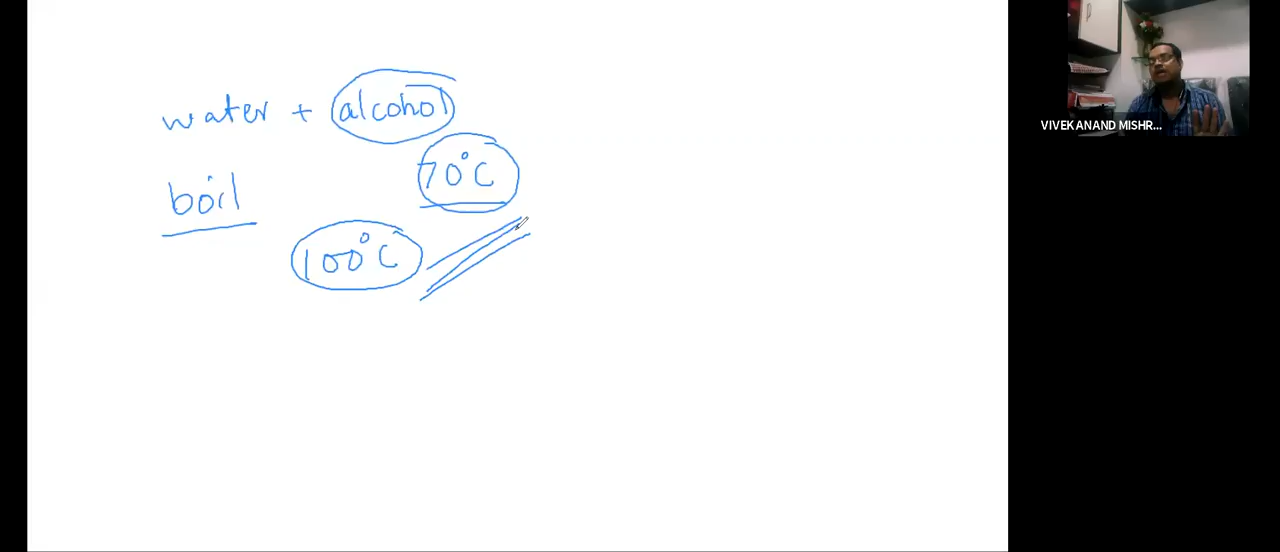 water + alcohol
70°C
boil
100°C
VIVEKANAND MISHR...